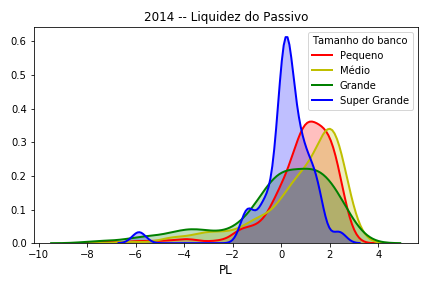 2014 -- Liquidez do Passivo
Tamanho do banco
Pequeno
Médio
Grande
Super Grande
0.6
0.5
0.4
0.3
0.2
0.1
0.0
−10 −8 −6 −4 −2 0 2 4
PL